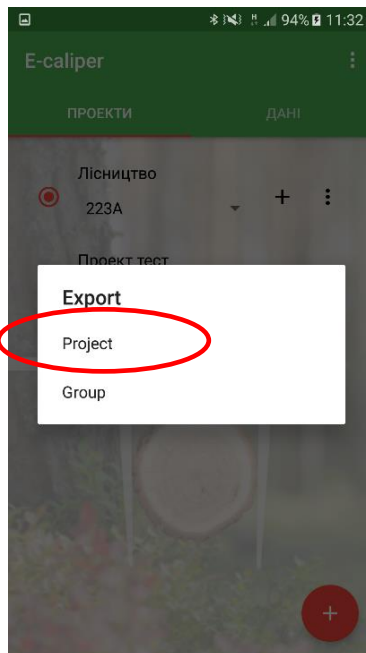 94% 11:32
E-caliper
ПРОЕКТИ ДАНІ
Лісництво
223А
Проект тест
Export
Project
Group